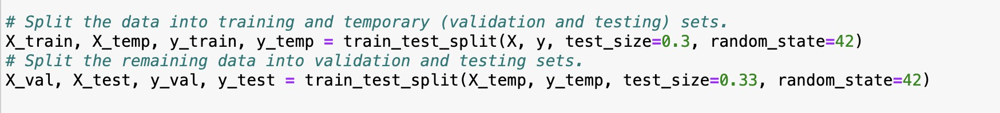 # Split the data into training and temporary (validation and testing) sets.
X_train, X_temp, y_train, y_temp = train_test_split(X, y, test_size=0.3, random_state=42)
# Split the remaining data into validation and testing sets.
X_val, X_test, y_val, y_test = train_test_split(X_temp, y_temp, test_size=0.33, random_state=42)